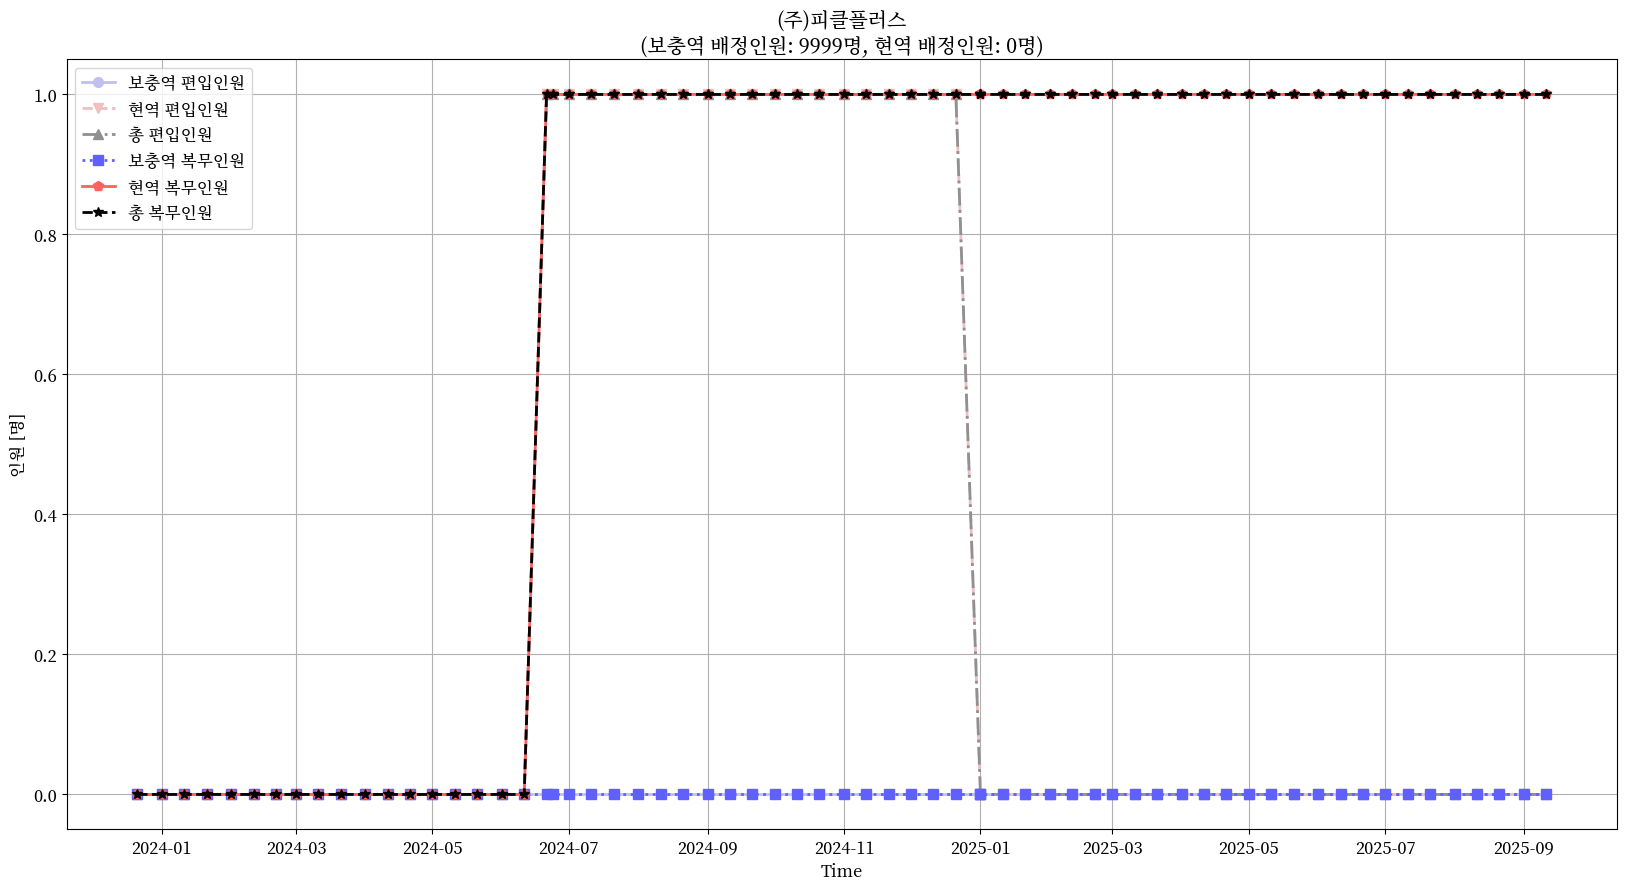 (주)피클플러스
(보충역 배정인원: 9999명, 현역 배정인원: 0명)
보충역 편입인원
현역 편입인원
총 편입인원
보충역 복무인원
현역 복무인원
총 복무인원
인원 [명]
1.0
0.8
0.6
0.4
0.2
0.0
2024-01 2024-03 2024-05 2024-07 2024-09 2024-11 2025-01 2025-03 2025-05 2025-07 2025-09
Time